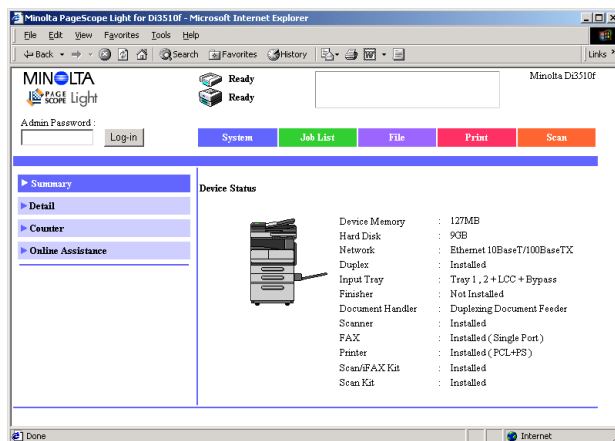 Minolta PageScope Light for Di3510f - Microsoft Internet Explorer
File Edit View Favorites Tools Help
Back Search Favorites History Links »
MINOLTA
PAGE SCOPE Light
Ready
Ready
Minolta Di3510f
Admin Password :
Log-in
System Job List File Print Scan
Summary
Detail
Counter
Online Assistance
Device Status
Device Memory : 127MB
Hard Disk : 9GB
Network : Ethernet 10BaseT/100BaseTX
Duplex : Installed
Input Tray : Tray 1 , 2 + LCC + Bypass
Finisher : Not Installed
Document Handler : Duplexing Document Feeder
Scanner : Installed
FAX : Installed ( Single Port )
Printer : Installed ( PCL+PS )
Scan/iFAX Kit : Installed
Scan Kit : Installed
Done Internet